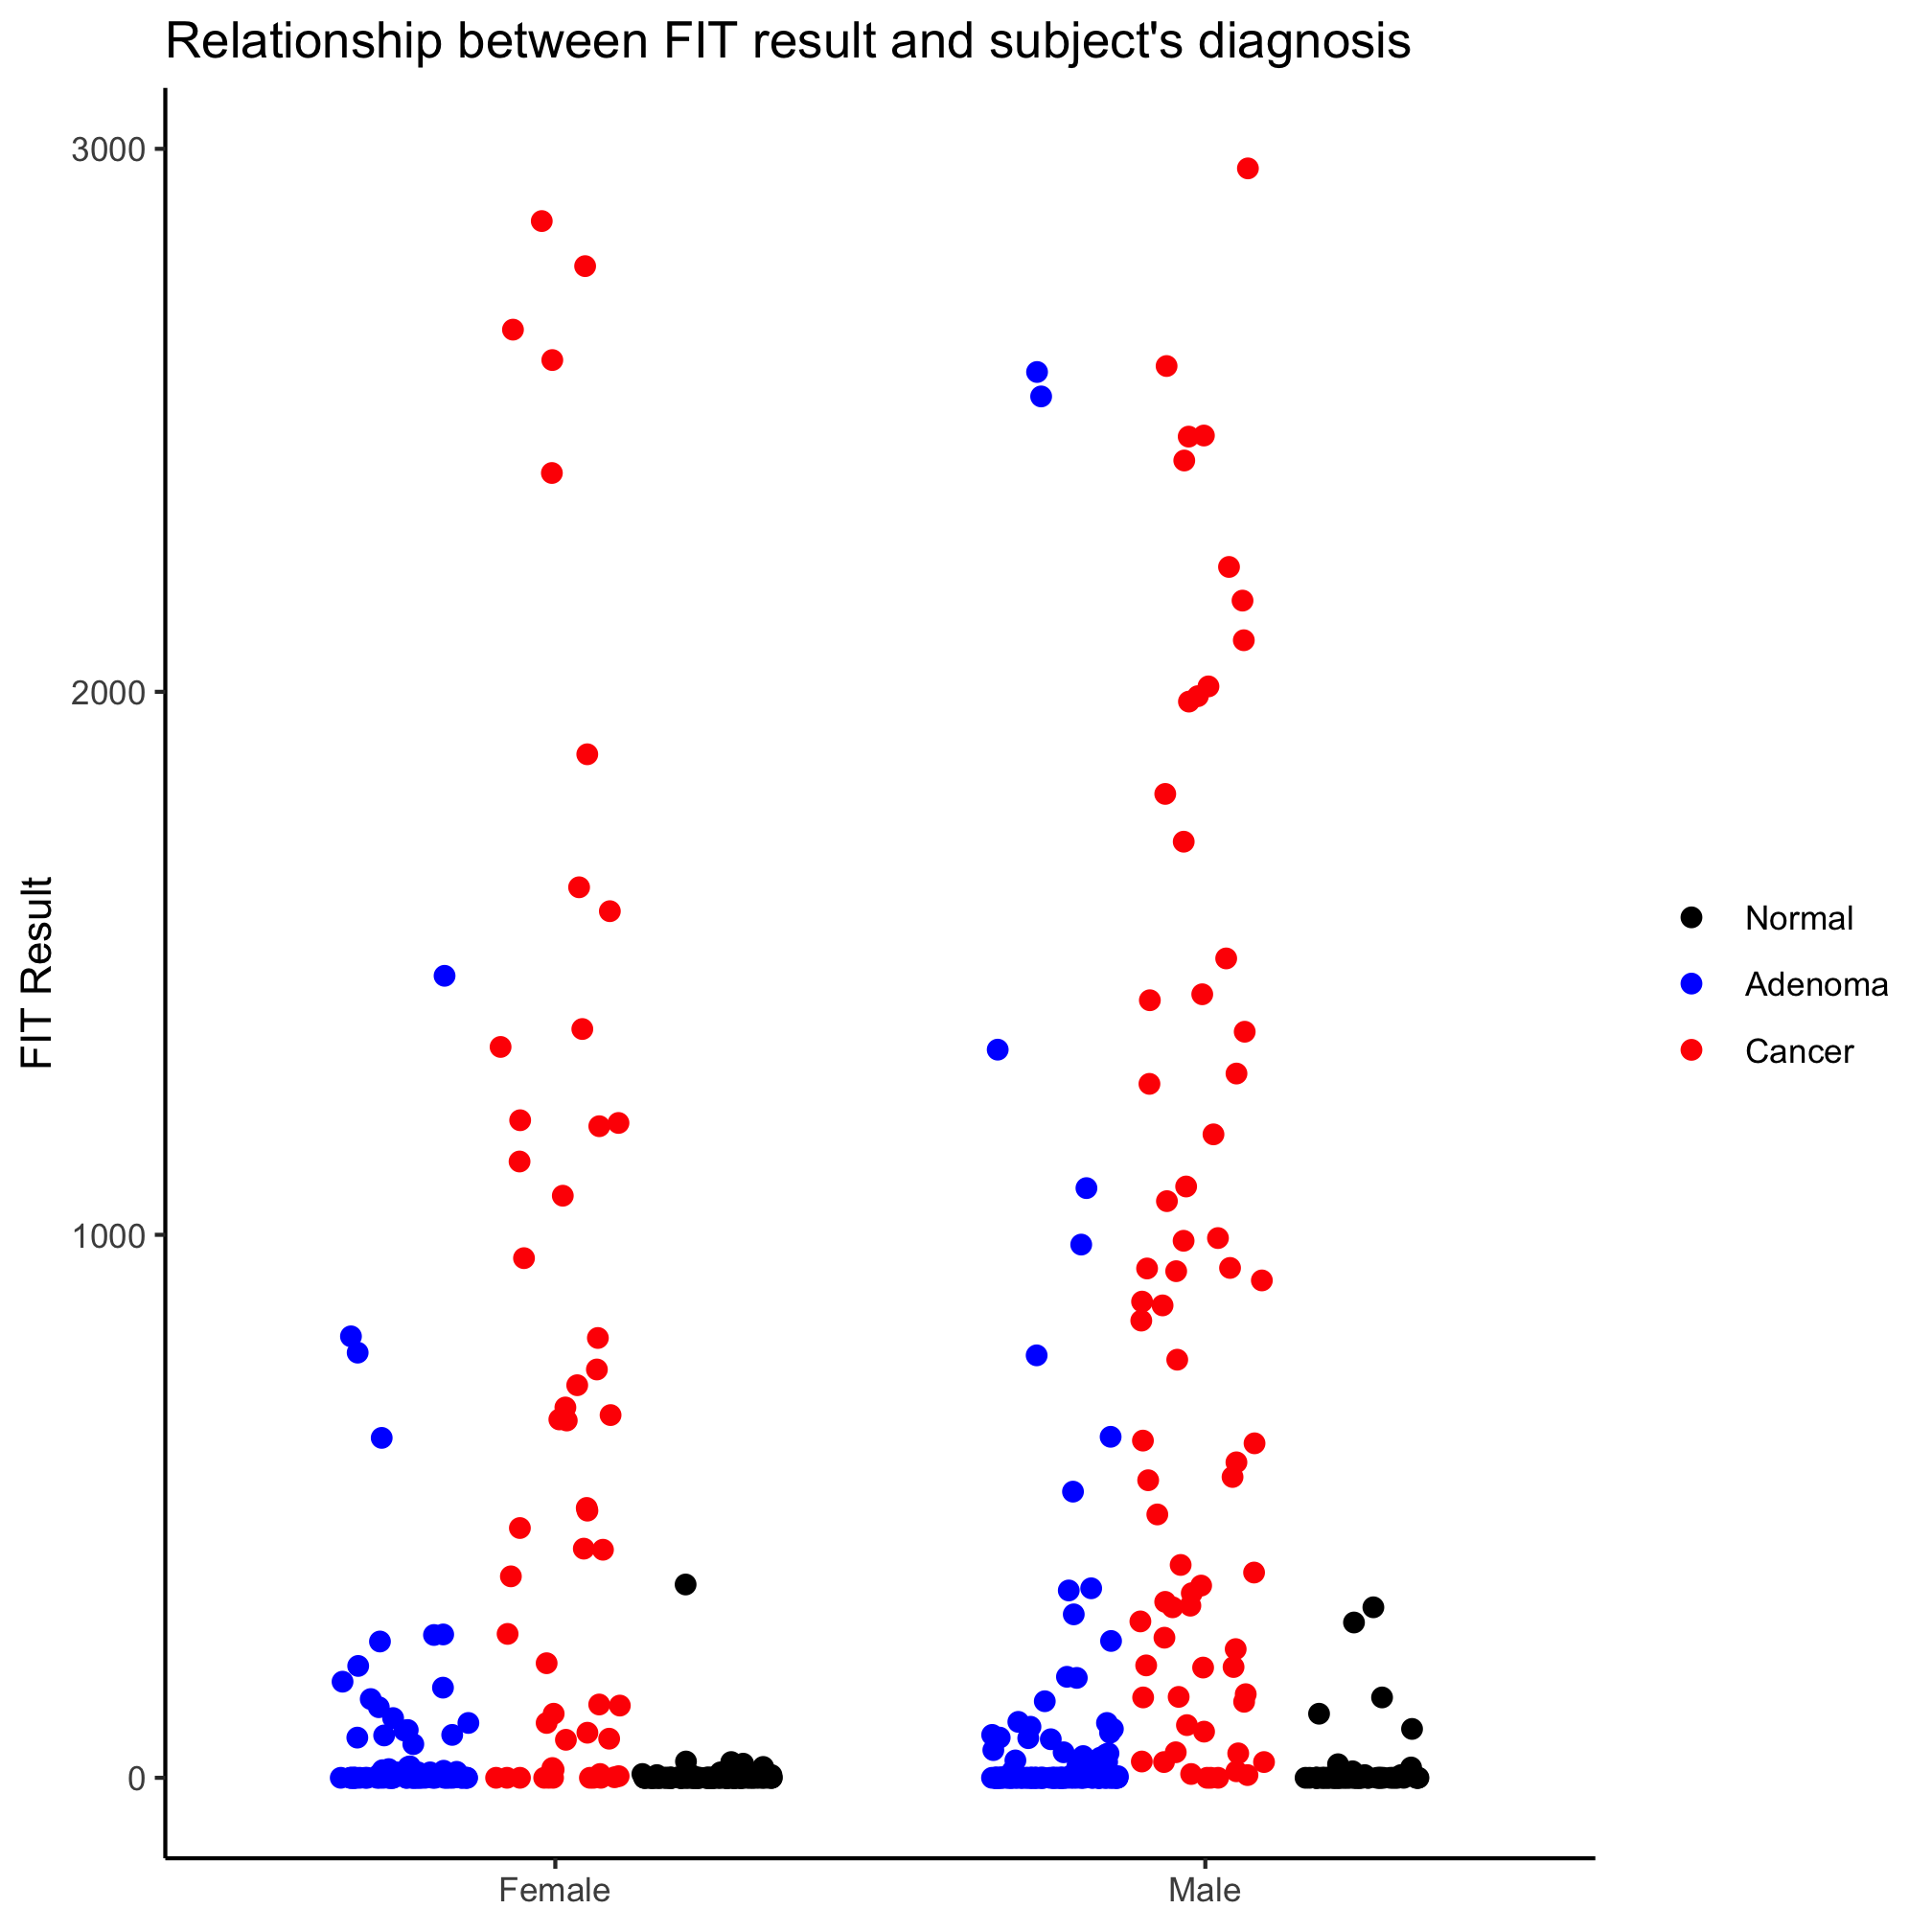 Relationship between FIT result and subject's diagnosis
3000
2000
1000
0
FIT Result
Female
Male
Normal
Adenoma
Cancer